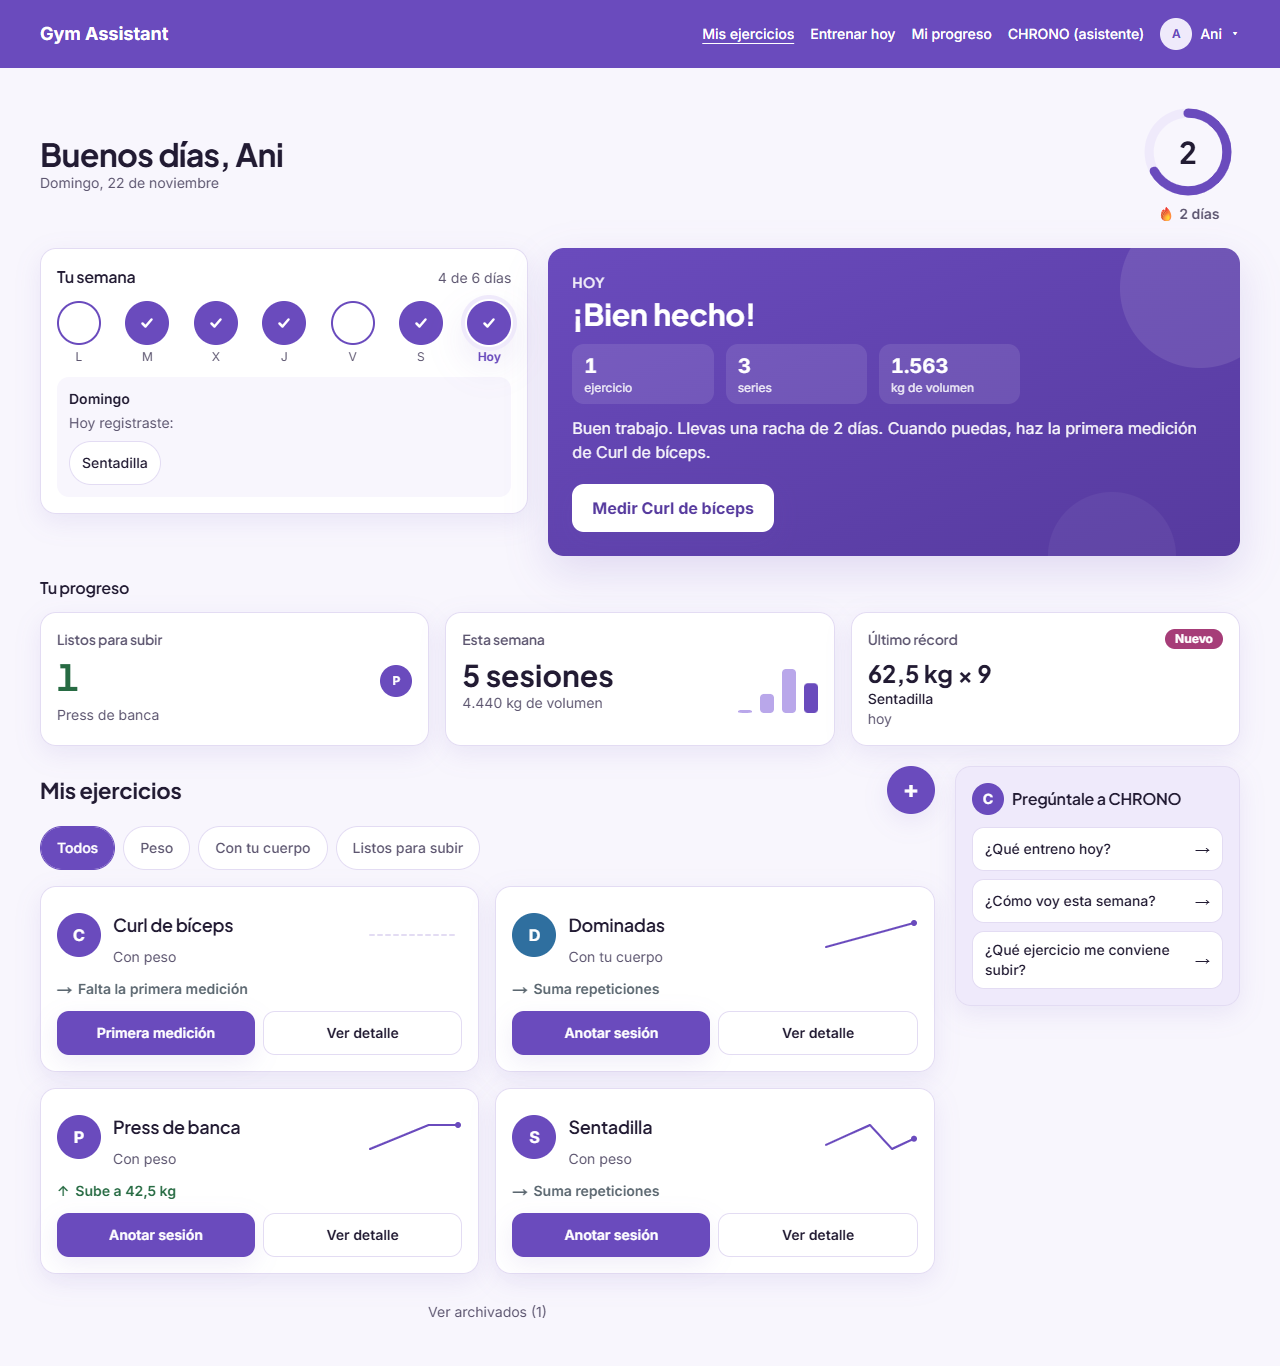 Gym Assistant
Mis ejercicios
Entrenar hoy
Mi progreso
CHRONO (asistente)
A
Ani
Buenos días, Ani
Domingo, 22 de noviembre
2
🔥 2 días
Tu semana
4 de 6 días
L
M
X
J
V
S
Hoy
Domingo
Hoy registraste:
Sentadilla
HOY
¡Bien hecho!
1
ejercicio
3
series
1.563
kg de volumen
Buen trabajo. Llevas una racha de 2 días. Cuando puedas, haz la primera medición
de Curl de bíceps.
Medir Curl de bíceps
Tu progreso
Listos para subir
1
P
Press de banca
Esta semana
5 sesiones
4.440 kg de volumen
Último récord
Nuevo
62,5 kg × 9
Sentadilla
hoy
Mis ejercicios
+
Todos
Peso
Con tu cuerpo
Listos para subir
C
Curl de bíceps
Con peso
→ Falta la primera medición
Primera medición
Ver detalle
D
Dominadas
Con tu cuerpo
→ Suma repeticiones
Anotar sesión
Ver detalle
P
Press de banca
Con peso
↑ Sube a 42,5 kg
Anotar sesión
Ver detalle
S
Sentadilla
Con peso
→ Suma repeticiones
Anotar sesión
Ver detalle
Ver archivados (1)
C
Pregúntale a CHRONO
¿Qué entreno hoy? →
¿Cómo voy esta semana? →
¿Qué ejercicio me conviene
subir? →